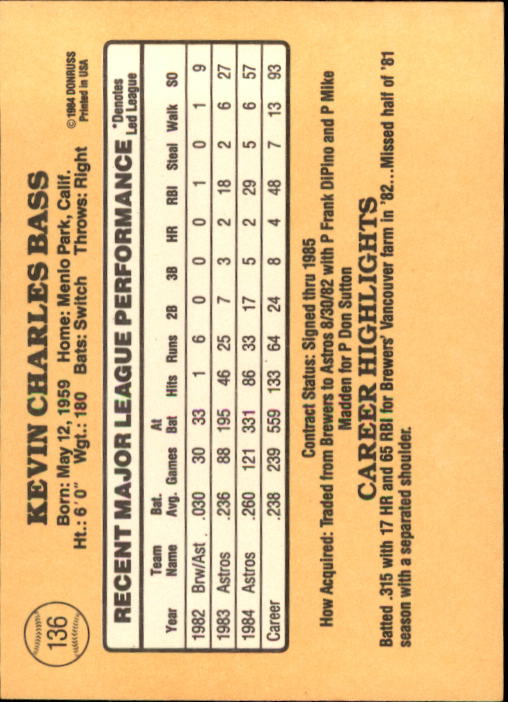 136
KEVIN CHARLES BASS
Born: May 12, 1959 Home: Menlo Park, Calif.
Ht.: 6'0" Wgt.: 180 Bats: Switch Throws: Right
© 1984 DONRUSS
Printed in USA
RECENT MAJOR LEAGUE PERFORMANCE *Denotes Led League
Year Team Name Bat. Avg. Games At Bat Hits Runs 2B 3B HR RBI Steal Walk SO
1982 Brw/Ast .030 30 33 1 6 0 0 0 1 0 1 9
1983 Astros .236 88 195 46 25 7 3 2 18 2 6 27
1984 Astros .260 121 331 86 33 17 5 2 29 5 6 57
Career .238 239 559 133 64 24 8 4 48 7 13 93
Contract Status: Signed thru 1985
How Acquired: Traded from Brewers to Astros 8/30/82 with P Frank DiPino and P Mike
Madden for P Don Sutton
CAREER HIGHLIGHTS
Batted .315 with 17 HR and 65 RBI for Brewers' Vancouver farm in '82...Missed half of '81
season with a separated shoulder.